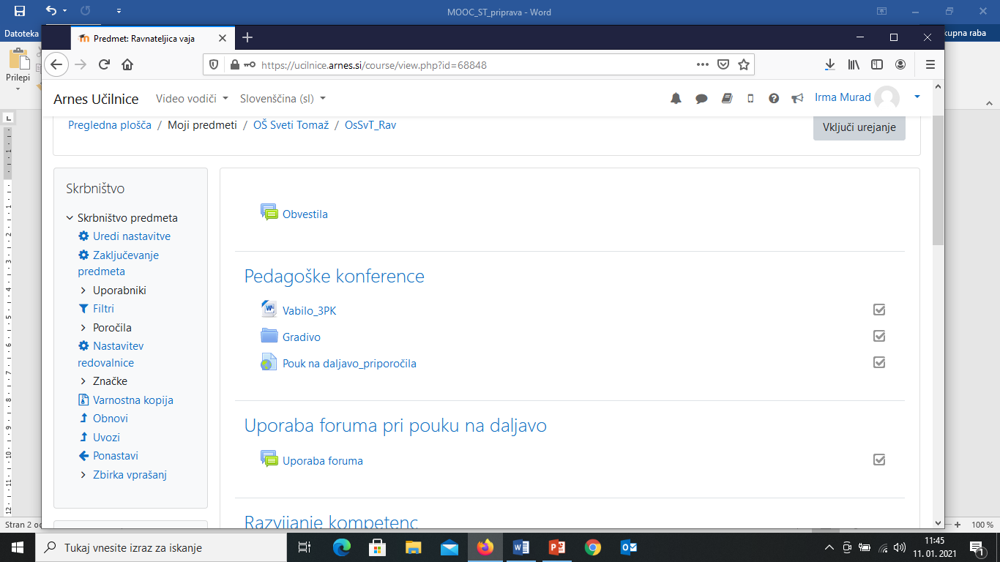 MOOC_ST_priprava - Word
Datoteka
kupna raba
Prilepi
Predmet: Ravnateljica vaja
https://ucilnice.arnes.si/course/view.php?id=68848
Arnes Učilnice
Video vodiči
Slovenščina (sl)
Irma Murad
Pregledna plošča / Moji predmeti / OŠ Sveti Tomaž / OsSvT_Rav
Vključi urejanje
Skrbništvo
Skrbništvo predmeta
Uredi nastavitve
Zaključevanje
predmeta
Uporabniki
Filtri
Poročila
Nastavitev
redovalnice
Značke
Varnostna kopija
Obnovi
Uvozi
Ponastavi
Zbirka vprašanj
Obvestila
Pedagoške konference
Vabilo_3PK
Gradivo
Pouk na daljavo_priporočila
Uporaba foruma pri pouku na daljavo
Uporaba foruma
Razvijanje kompetenc
Stran 2 od
100 %
Tukaj vnesite izraz za iskanje
11:45
11. 01. 2021
1